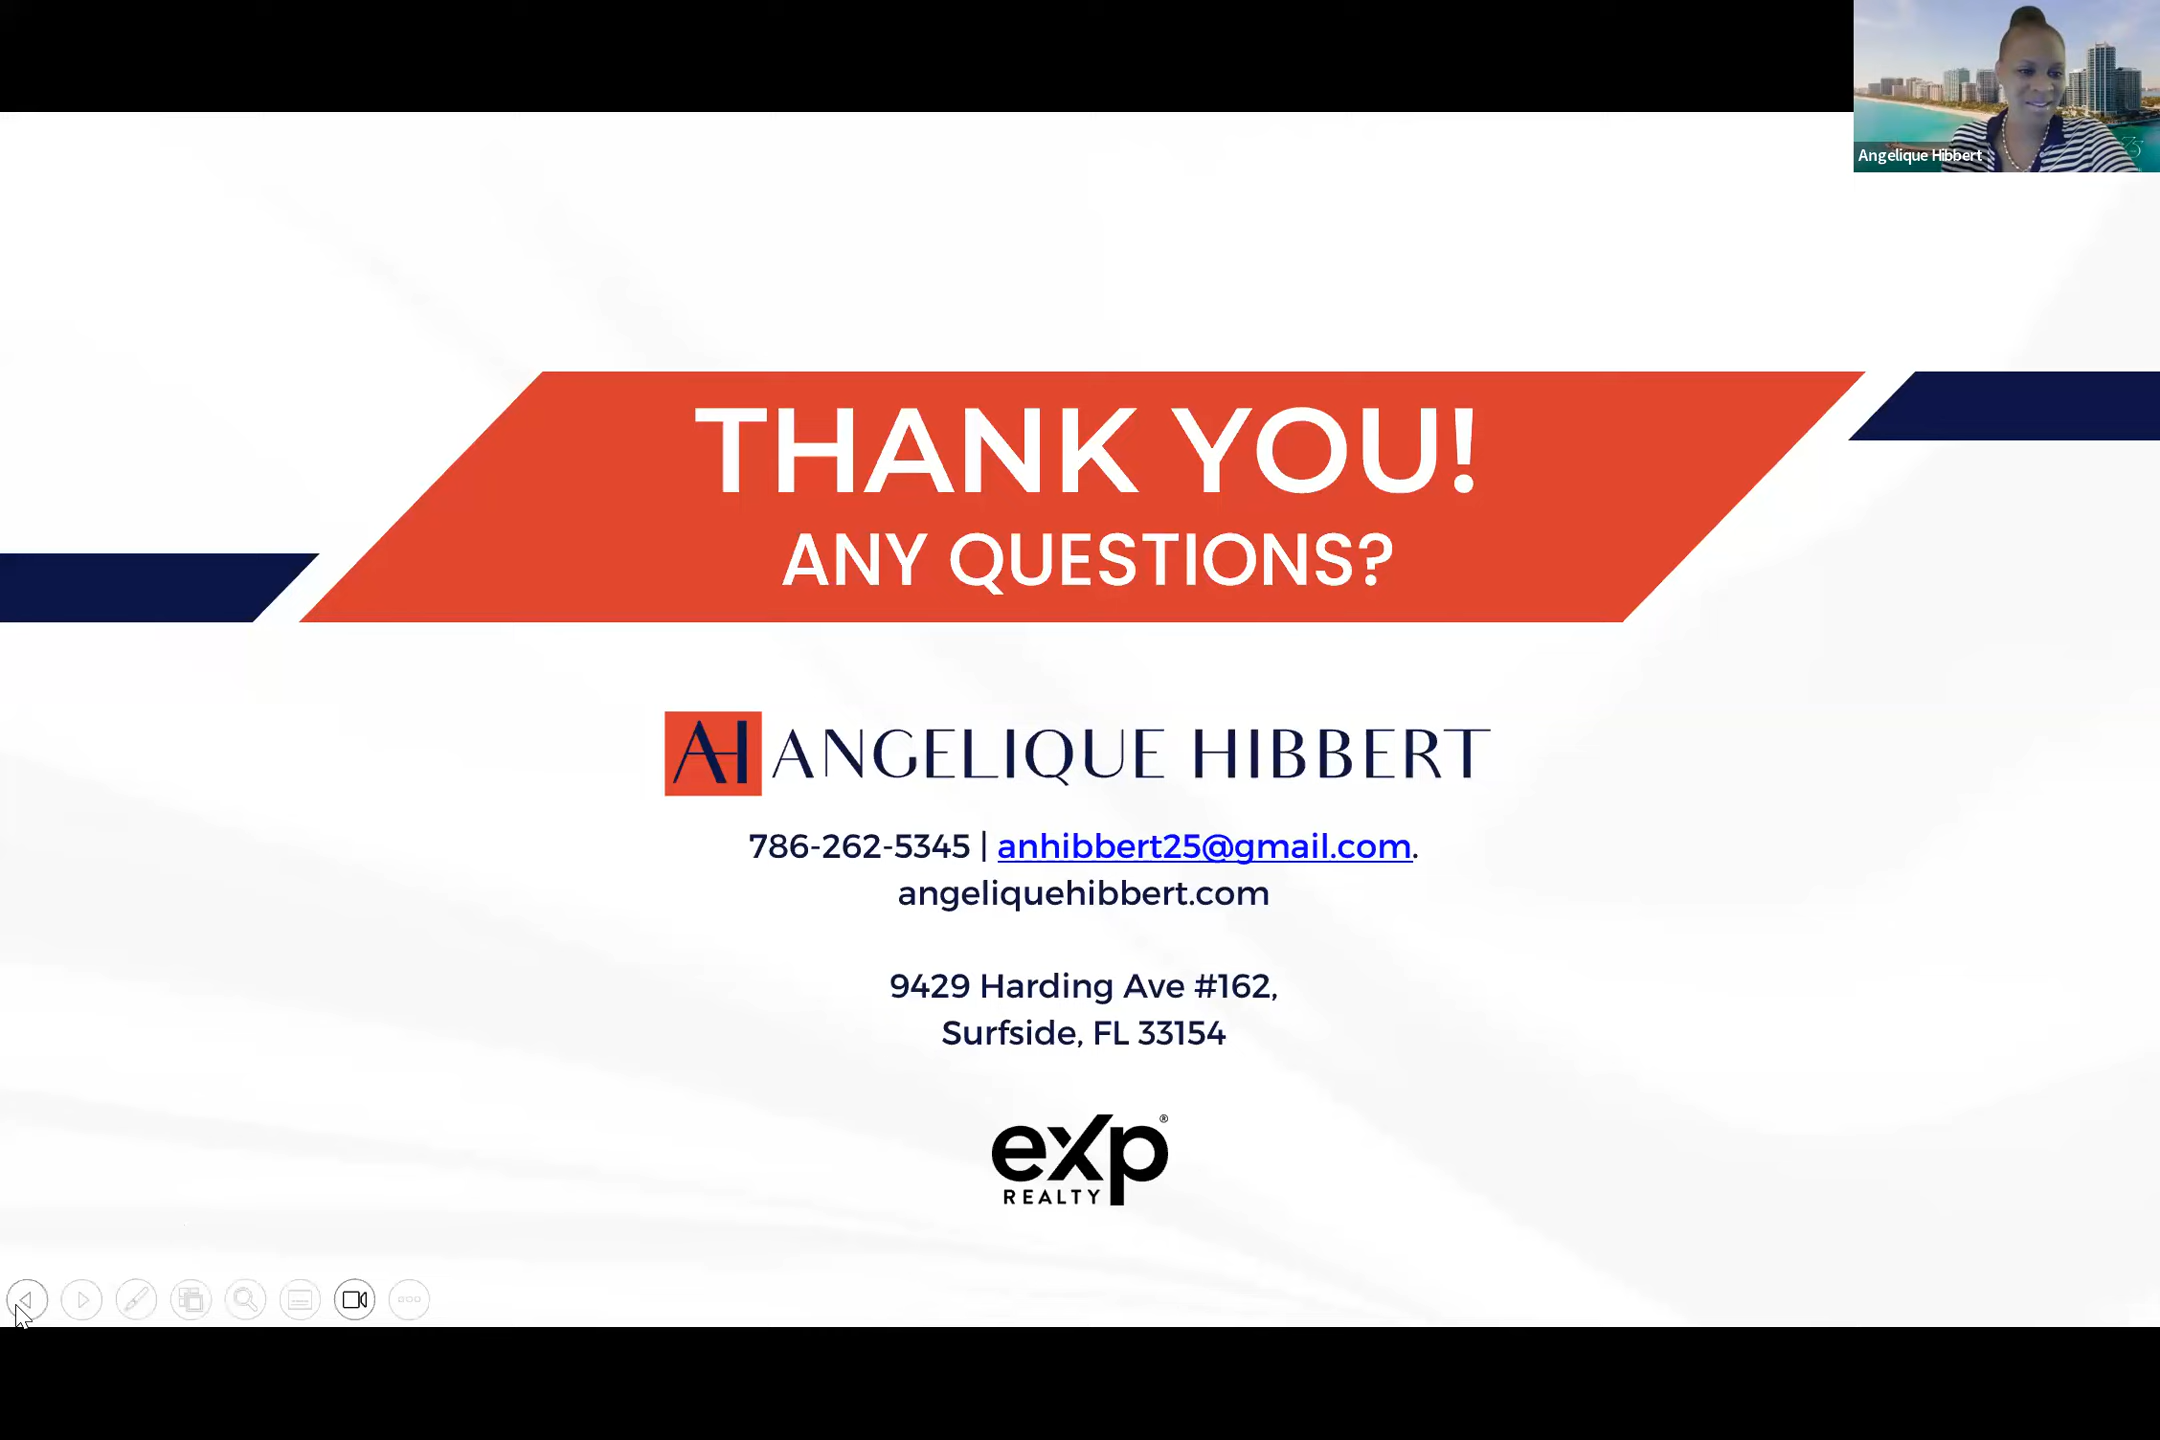 Angelique Hibbert
THANK YOU!
ANY QUESTIONS?
AH ANGELIQUE HIBBERT
786-262-5345 | anhibbert25@gmail.com.
angeliquehibbert.com
9429 Harding Ave #162,
Surfside, FL 33154
eXp®
REALTY